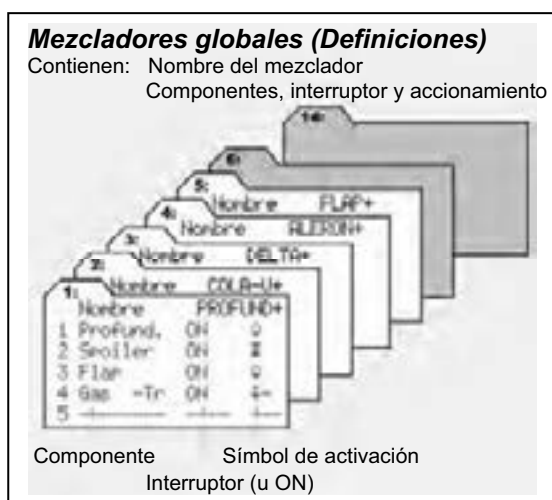 Mezcladores globales (Definiciones)
Contienen: Nombre del mezclador
Componentes, interruptor y accionamiento
14:
6:
5:
Nombre FLAP+
4:
Nombre ALERON+
3:
Nombre DELTA+
2:
Nombre COLA-V+
1:
Nombre PROFUND+
1 Profund. ON
2 Spoiler ON
3 Flap ON
4 Gas -Tr ON
5
Componente Símbol de activación
Interruptor (u ON)